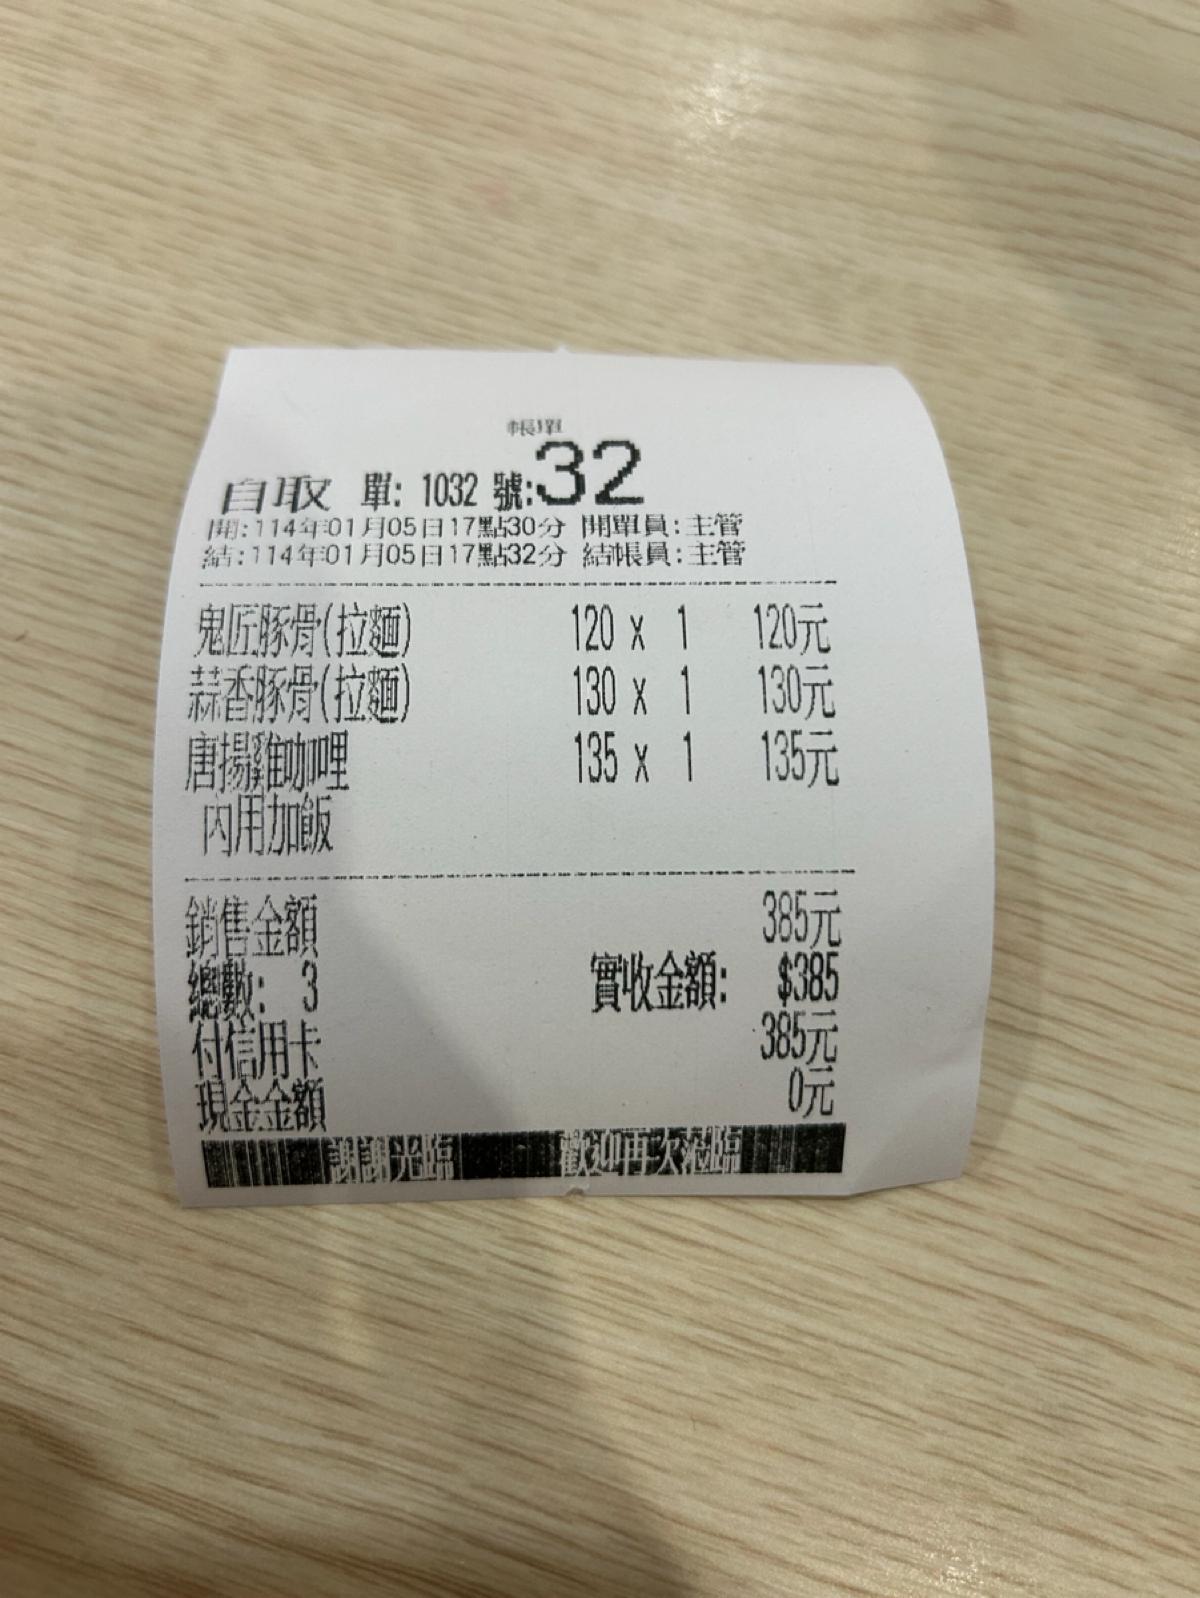 帳單
自取 單: 1032 號:32
開:114年01月05日17點30分 開單員:主管
結:114年01月05日17點32分 結帳員:主管
鬼匠豚骨(拉麵) 120 x 1 120元
蒜香豚骨(拉麵) 130 x 1 130元
唐揚雞咖哩 135 x 1 135元
內用加飯
銷售金額 385元
總數: 3 實收金額: $385
付信用卡 385元
現金金額 0元
謝謝光臨 歡迎再次蒞臨